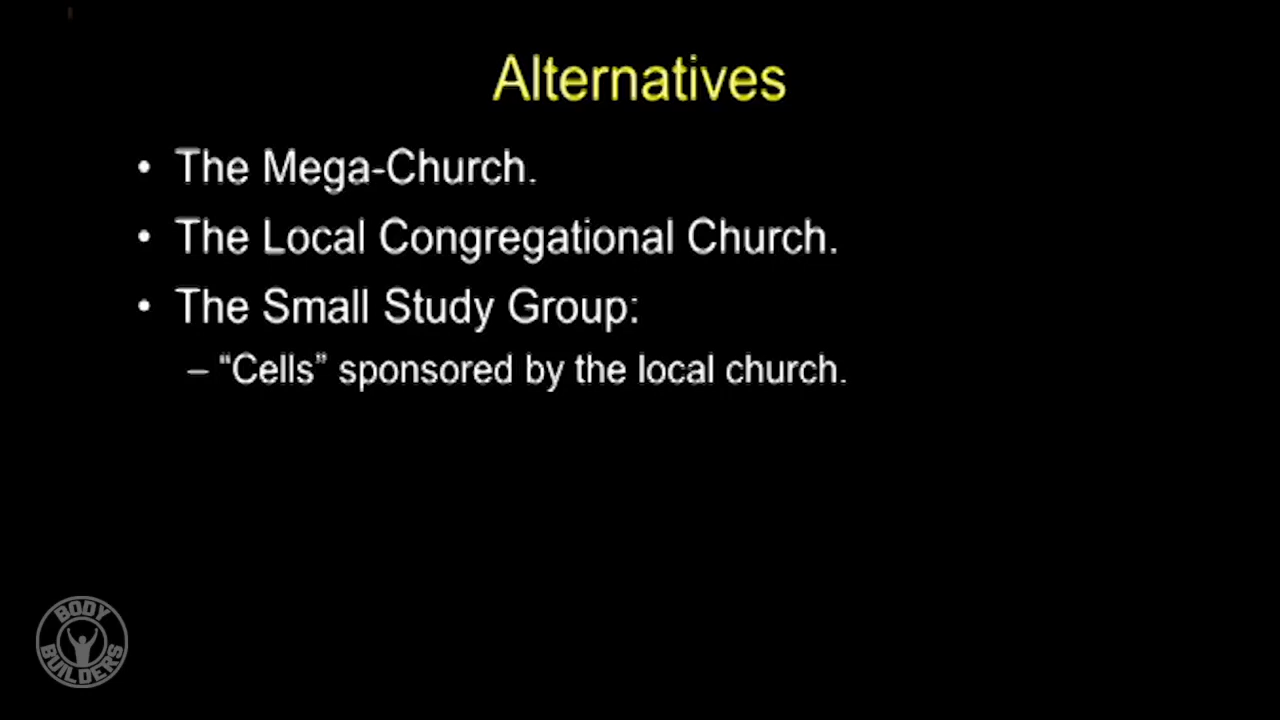 Alternatives
• The Mega-Church.
• The Local Congregational Church.
• The Small Study Group:
– “Cells” sponsored by the local church.
BODY
BUILDERS